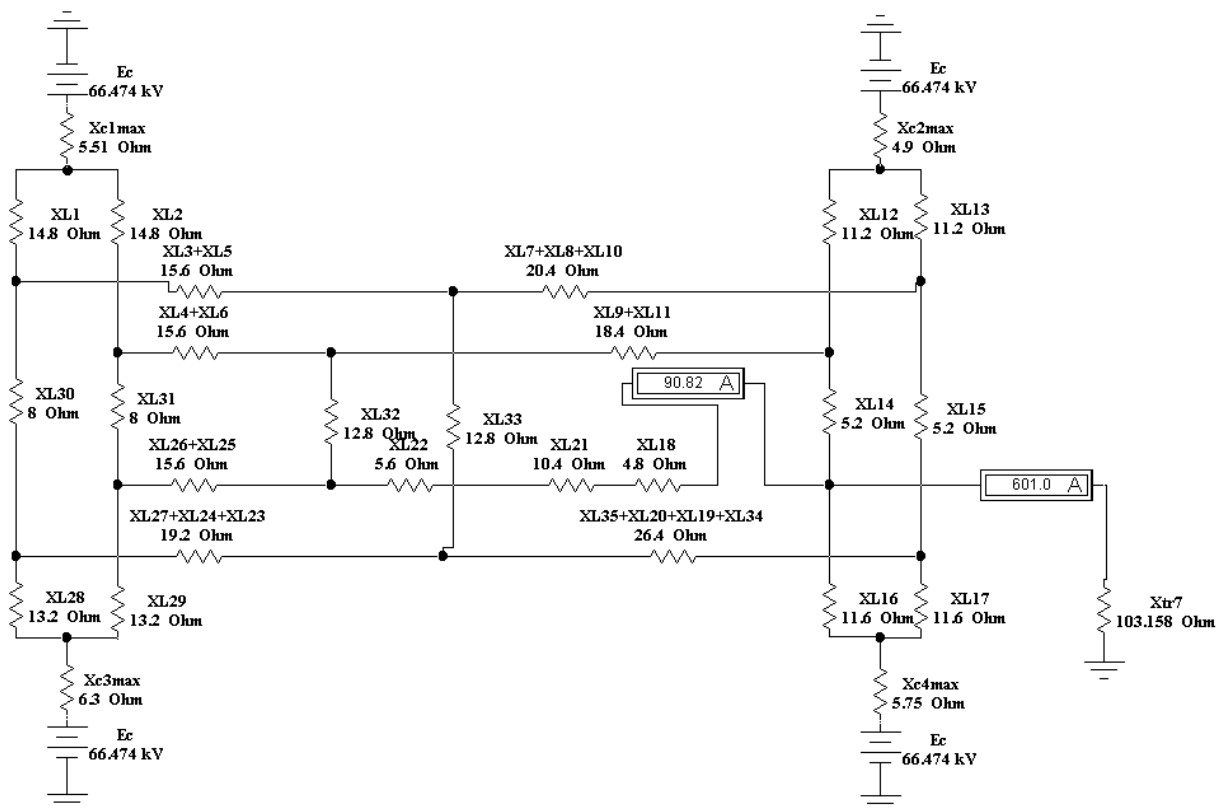 Ec
66.474 kV
Ec
66.474 kV
Xc1max
5.51 Ohm
Xc2max
4.9 Ohm
XL1
14.8 Ohm
XL2
14.8 Ohm
XL12
11.2 Ohm
XL13
11.2 Ohm
XL3+XL5
15.6 Ohm
XL7+XL8+XL10
20.4 Ohm
XL4+XL6
15.6 Ohm
XL9+XL11
18.4 Ohm
90.82 A
XL30
8 Ohm
XL31
8 Ohm
XL32
12.8 Ohm
XL33
12.8 Ohm
XL14
5.2 Ohm
XL15
5.2 Ohm
XL26+XL25
15.6 Ohm
XL22
5.6 Ohm
XL21
10.4 Ohm
XL18
4.8 Ohm
601.0 A
XL27+XL24+XL23
19.2 Ohm
XL35+XL20+XL19+XL34
26.4 Ohm
XL28
13.2 Ohm
XL29
13.2 Ohm
XL16
11.6 Ohm
XL17
11.6 Ohm
Xtr7
103.158 Ohm
Xc3max
6.3 Ohm
Xc4max
5.75 Ohm
Ec
66.474 kV
Ec
66.474 kV